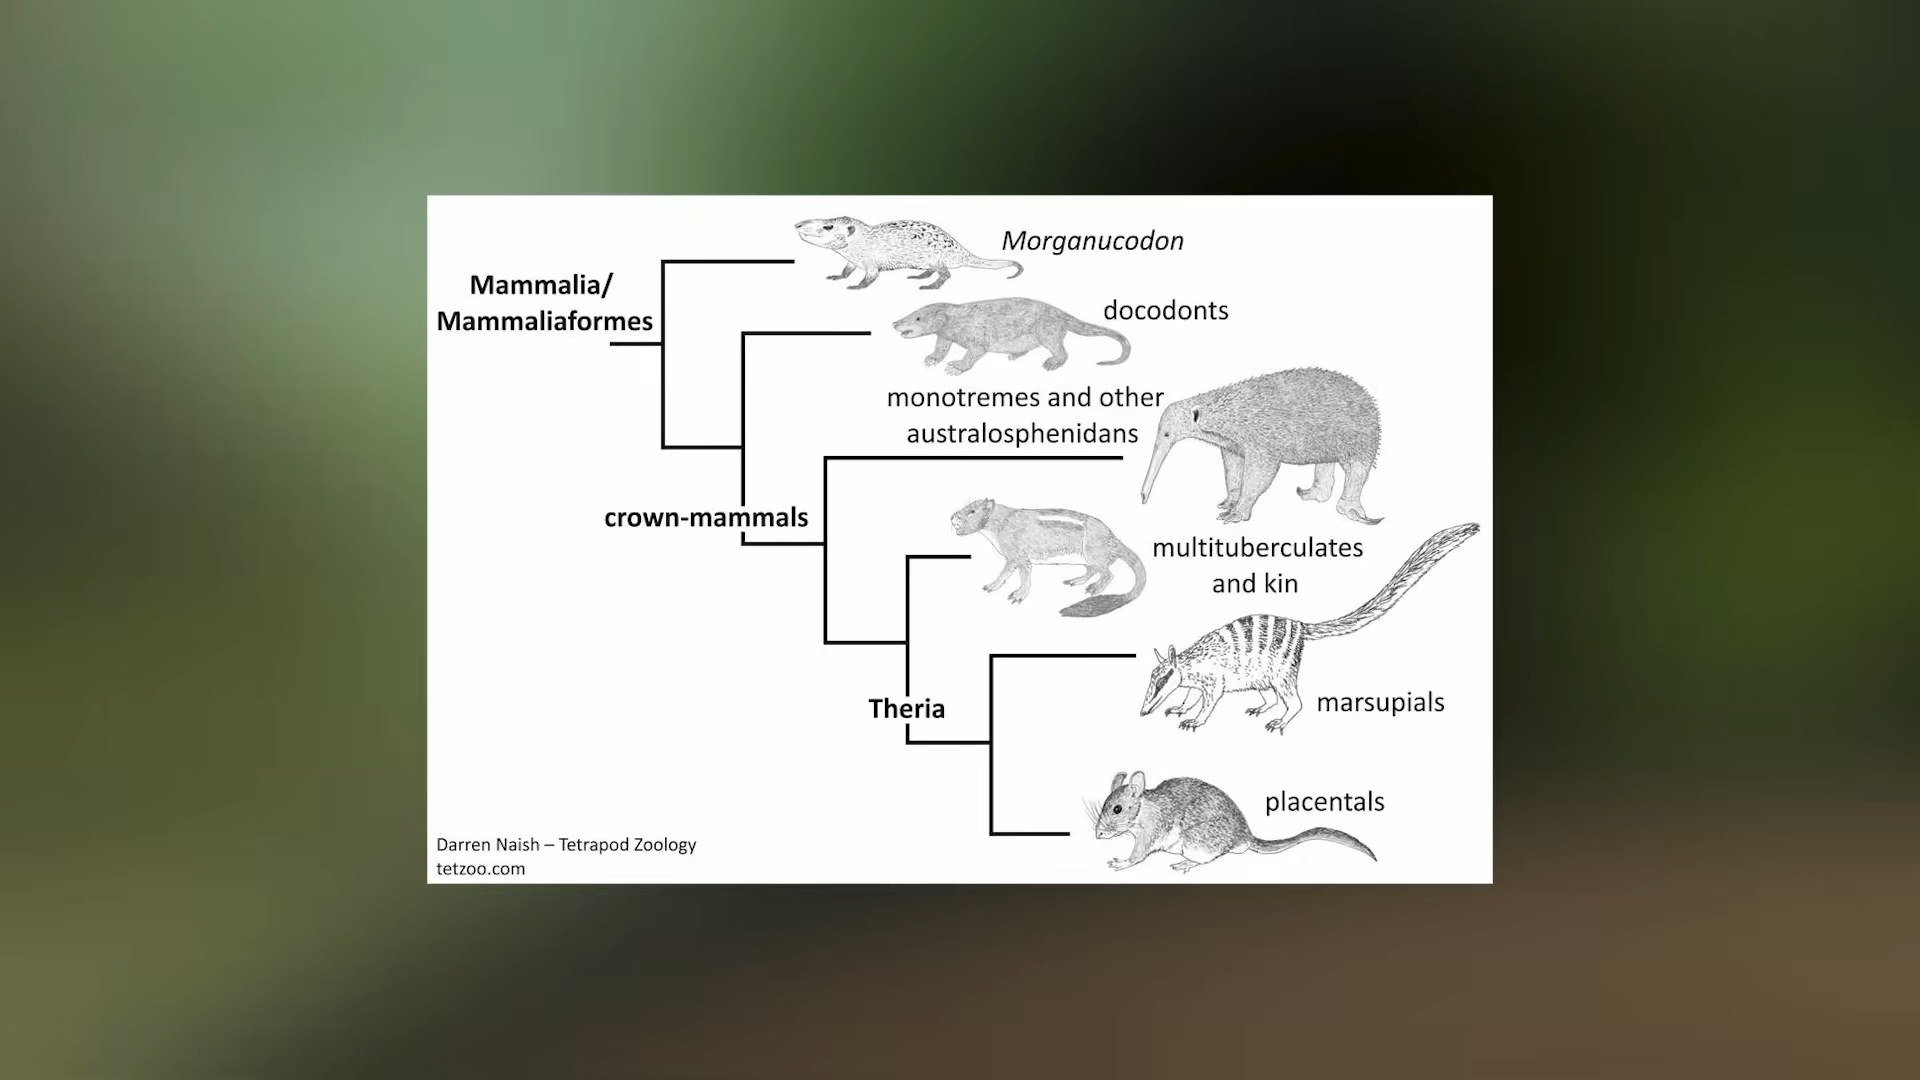 Morganucodon
Mammalia/
Mammaliaformes
docodonts
monotremes and other
australosphenidans
crown-mammals
multituberculates
and kin
marsupials
Theria
placentals
Darren Naish – Tetrapod Zoology
tetzoo.com